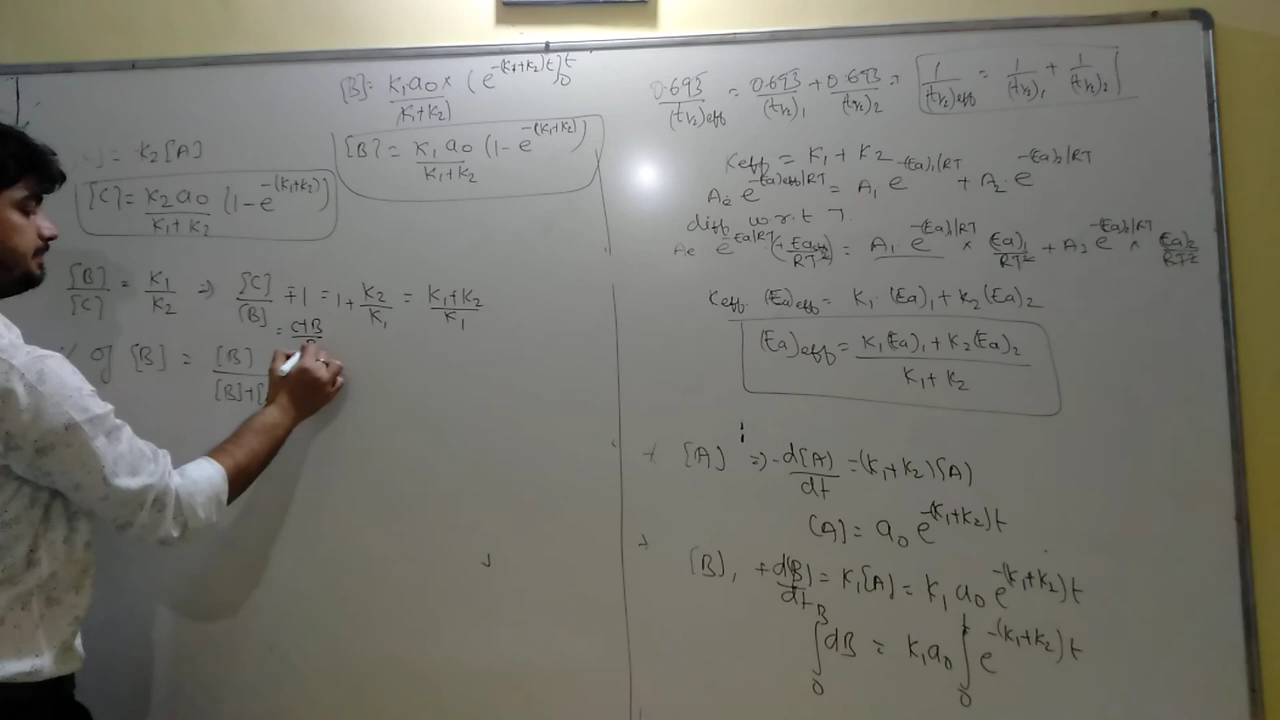 [B]: K₁a₀ × (e^-(K₁+K₂)t)₀^t / K₁+K₂)
[B] = K₁ a₀ / K₁+K₂ (1 - e^-(K₁+K₂))
= K₂[A]
[C] = K₂ a₀ / K₁+K₂ (1 - e^-(K₁+K₂))
[B] / [C] = K₁ / K₂ ⇒ [C] / [B] +1 = 1+ K₂ / K₁ = K₁+K₂ / K₁
= C+B
% of [B] = [B] / [B]+[
0.693 / (t½)eff = 0.693 / (t½)₁ + 0.693 / (t½)₂ ⇒ 1 / (t½)eff = 1 / (t½)₁ + 1 / (t½)₂
Keff = K₁ + K₂
Ae e^-(Ea)eff/RT = A₁ e^-(Ea)₁/RT + A₂ e^-(Ea)₂/RT
diff w.r.t T
Ae e^-Ea/RT (+Eaeff / RT²) = A₁ e^-(Ea)₁/RT × (Ea)₁ / RT² + A₂ e^-(Ea)₂/RT × (Ea)₂ / RT²
Keff (Ea)eff = K₁ · (Ea)₁ + K₂ (Ea)₂
(Ea)eff = K₁(Ea)₁ + K₂(Ea)₂ / K₁ + K₂
[A] ⇒ -d[A] / dt = (K₁+K₂)[A]
[A] = a₀ e^-(K₁+K₂)t
[B], +d[B] / dt = K₁[A] = K₁ a₀ e^-(K₁+K₂)t
∫₀^B dB = K₁a₀ ∫₀^t e^-(K₁+K₂)t